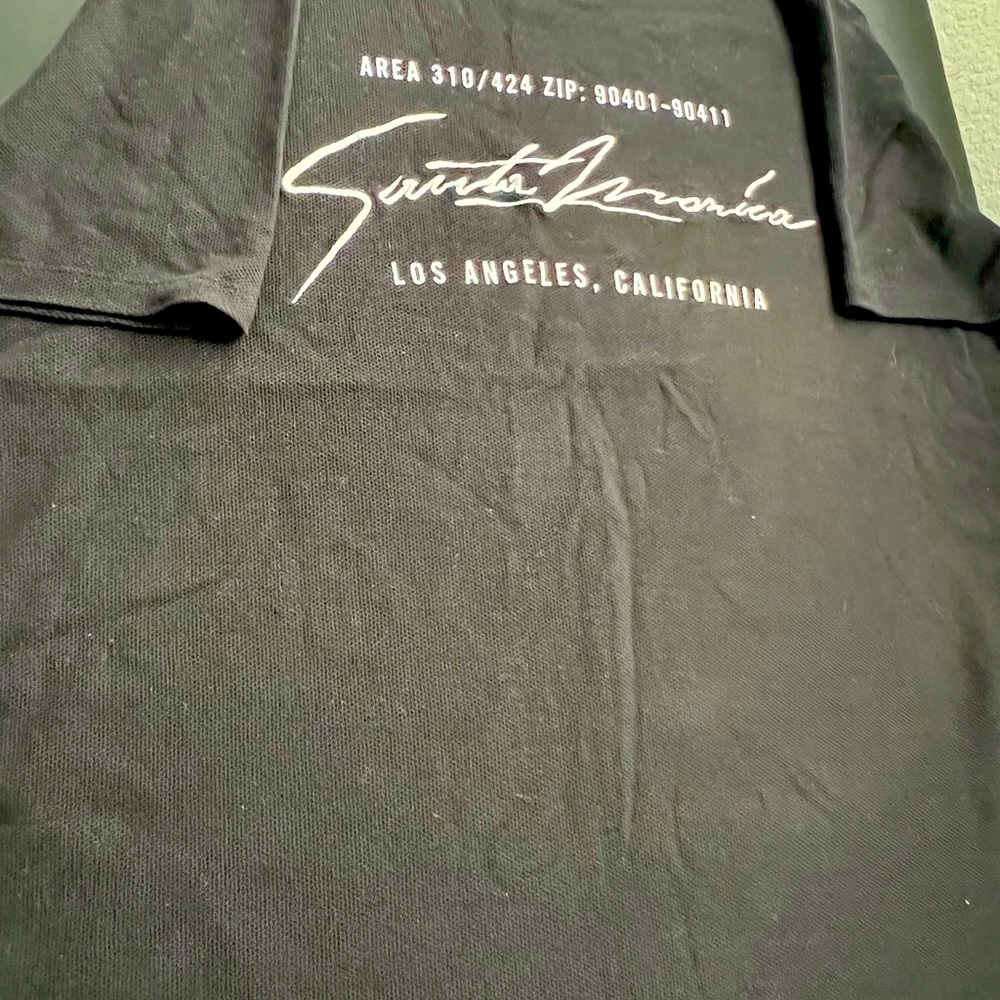 AREA 310/424 ZIP: 90401-90411
Santa Monica
LOS ANGELES, CALIFORNIA